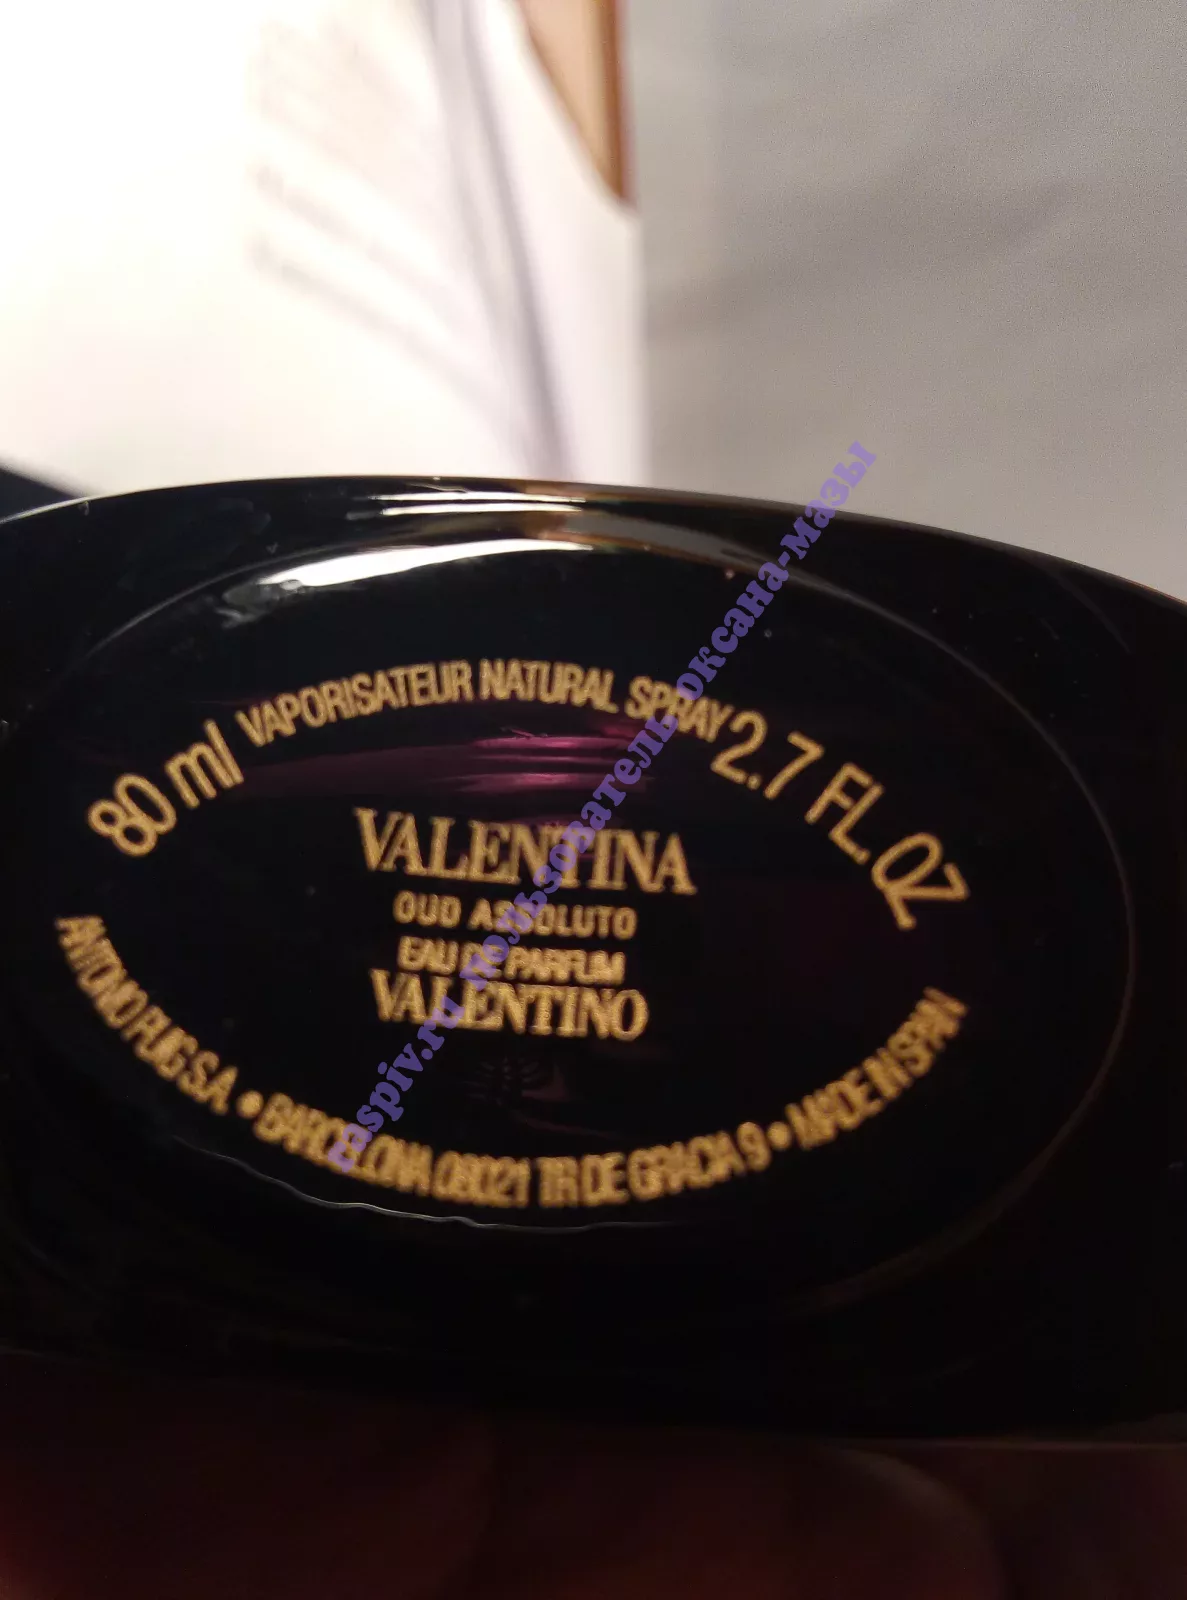 80 ml VAPORISATEUR NATURAL SPRAY 2.7 FL. OZ
VALENTINA
OUD ASSOLUTO
EAU DE PARFUM
VALENTINO
ANTONIO PUIG S.A. • BARCELONA 08021 TR DE GRACIA 9 • MADE IN SPAIN
raspiv.ru пользователь оксана-мазы